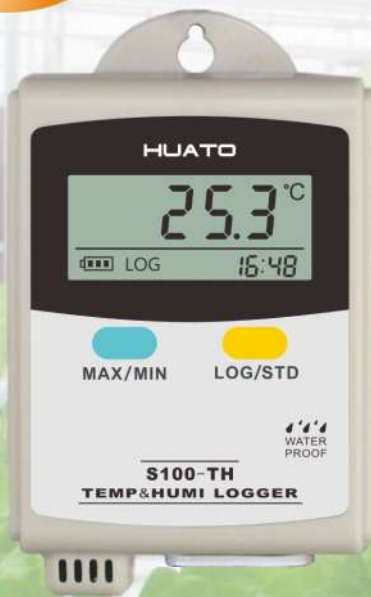 HUATO
25.3 °C
LOG 16:48
MAX/MIN LOG/STD
WATER
PROOF
S100-TH
TEMP&HUMI LOGGER